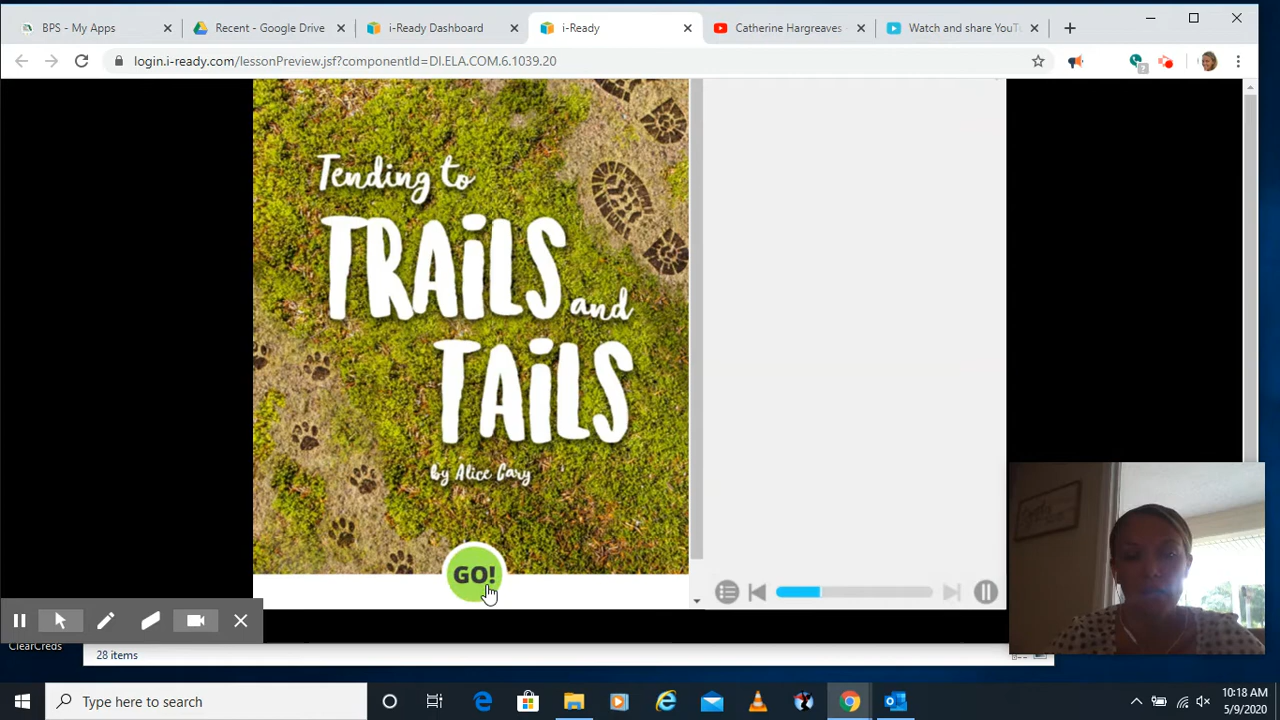 BPS - My Apps
Recent - Google Drive
i-Ready Dashboard
i-Ready
Catherine Hargreaves -
Watch and share YouTu
login.i-ready.com/lessonPreview.jsf?componentId=DI.ELA.COM.6.1039.20
Tending to
TRAiLS and
TAiLS
by Alice Cary
GO!
ClearCreds
28 items
Type here to search
10:18 AM
5/9/2020